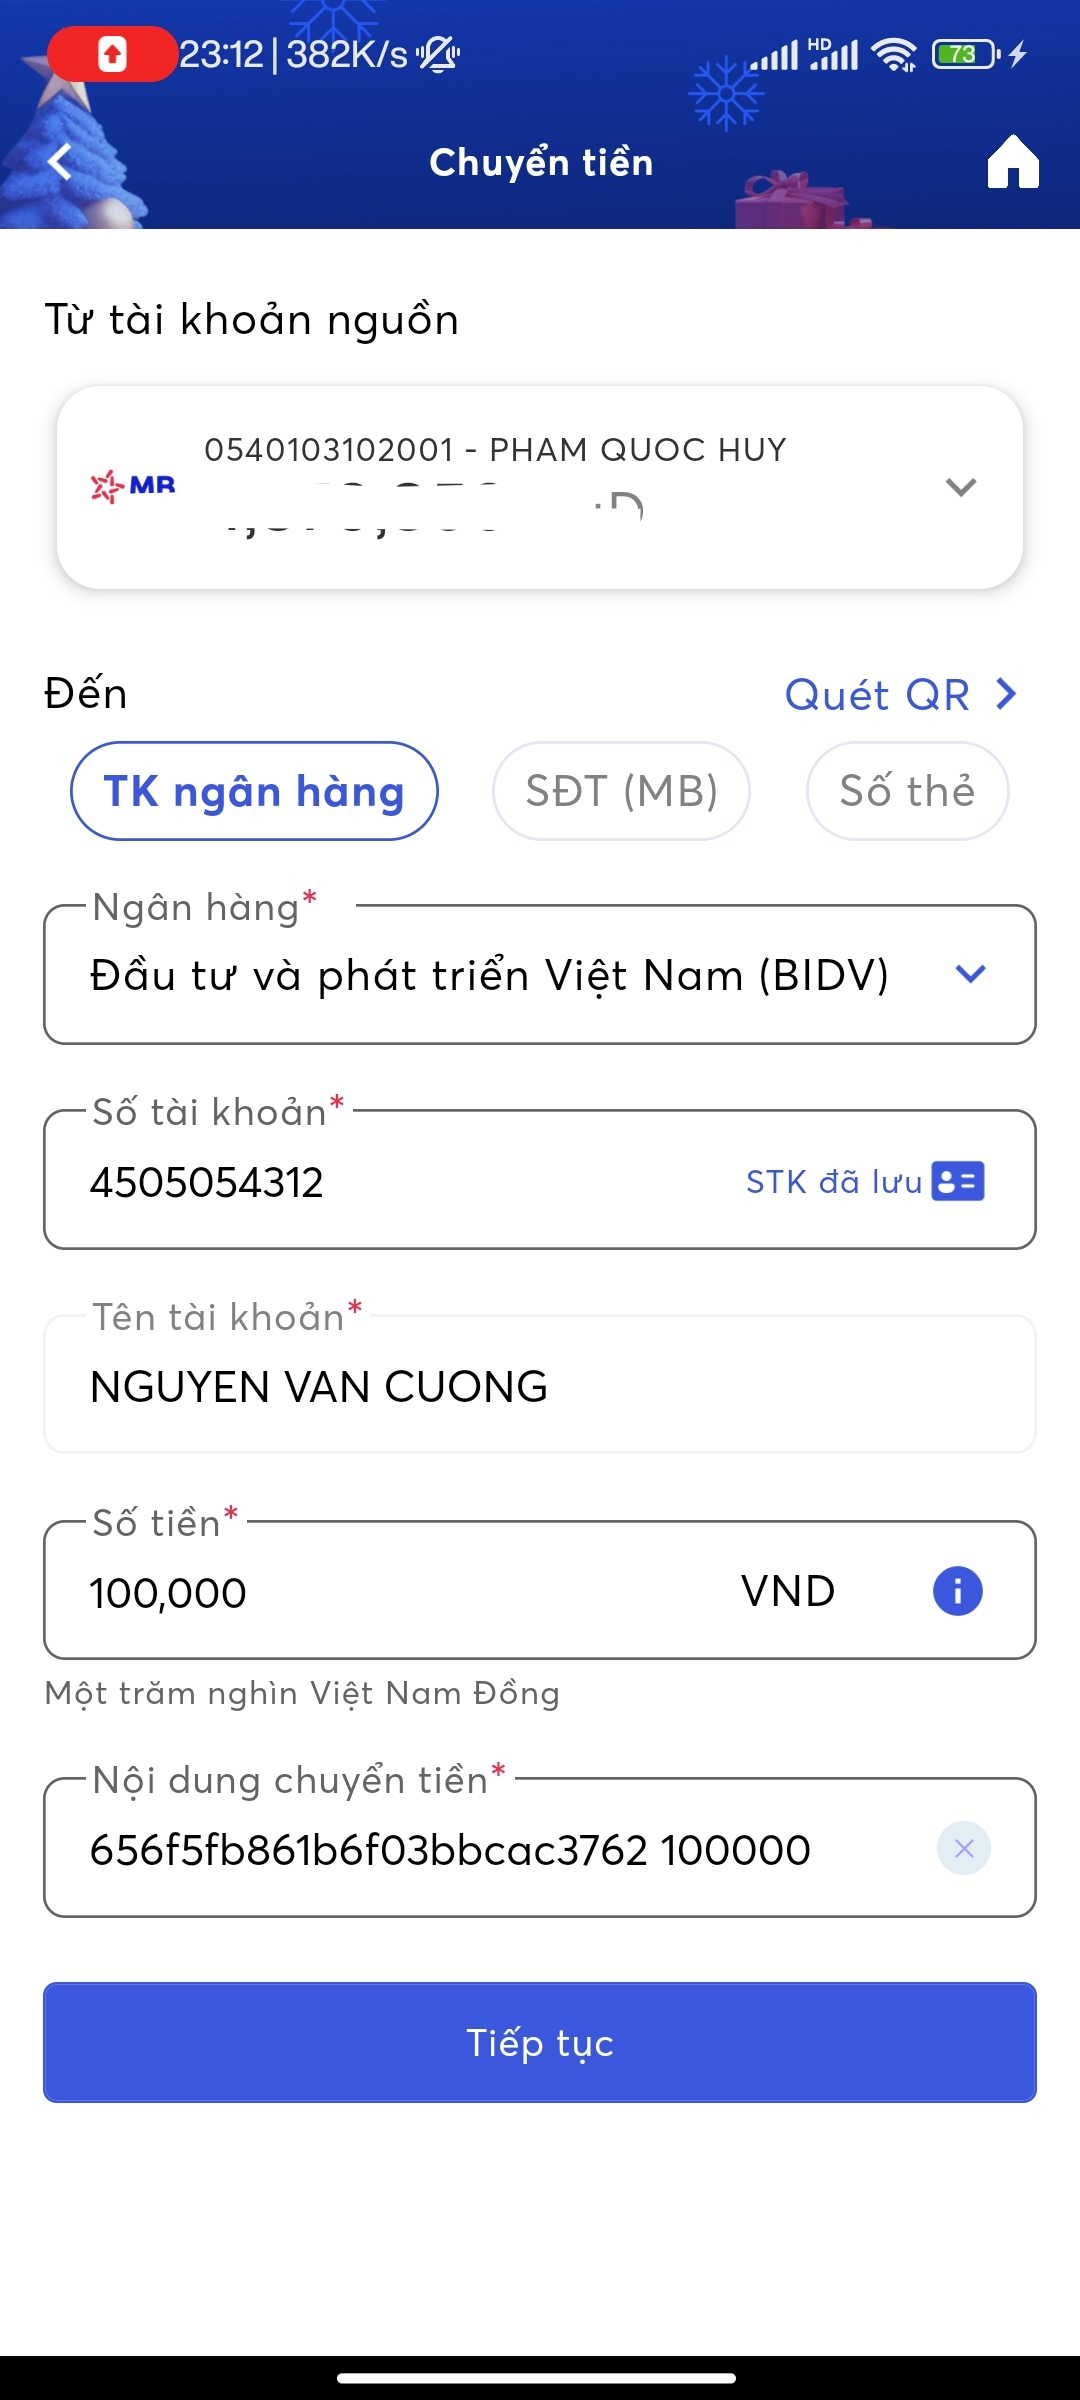 23:12 | 382K/s
HD
73
Chuyển tiền
Từ tài khoản nguồn
0540103102001 - PHAM QUOC HUY
MB
Đến
Quét QR
TK ngân hàng
SĐT (MB)
Số thẻ
Ngân hàng*
Đầu tư và phát triển Việt Nam (BIDV)
Số tài khoản*
4505054312
STK đã lưu
Tên tài khoản*
NGUYEN VAN CUONG
Số tiền*
100,000
VND
Một trăm nghìn Việt Nam Đồng
Nội dung chuyển tiền*
656f5fb861b6f03bbcac3762 100000
Tiếp tục